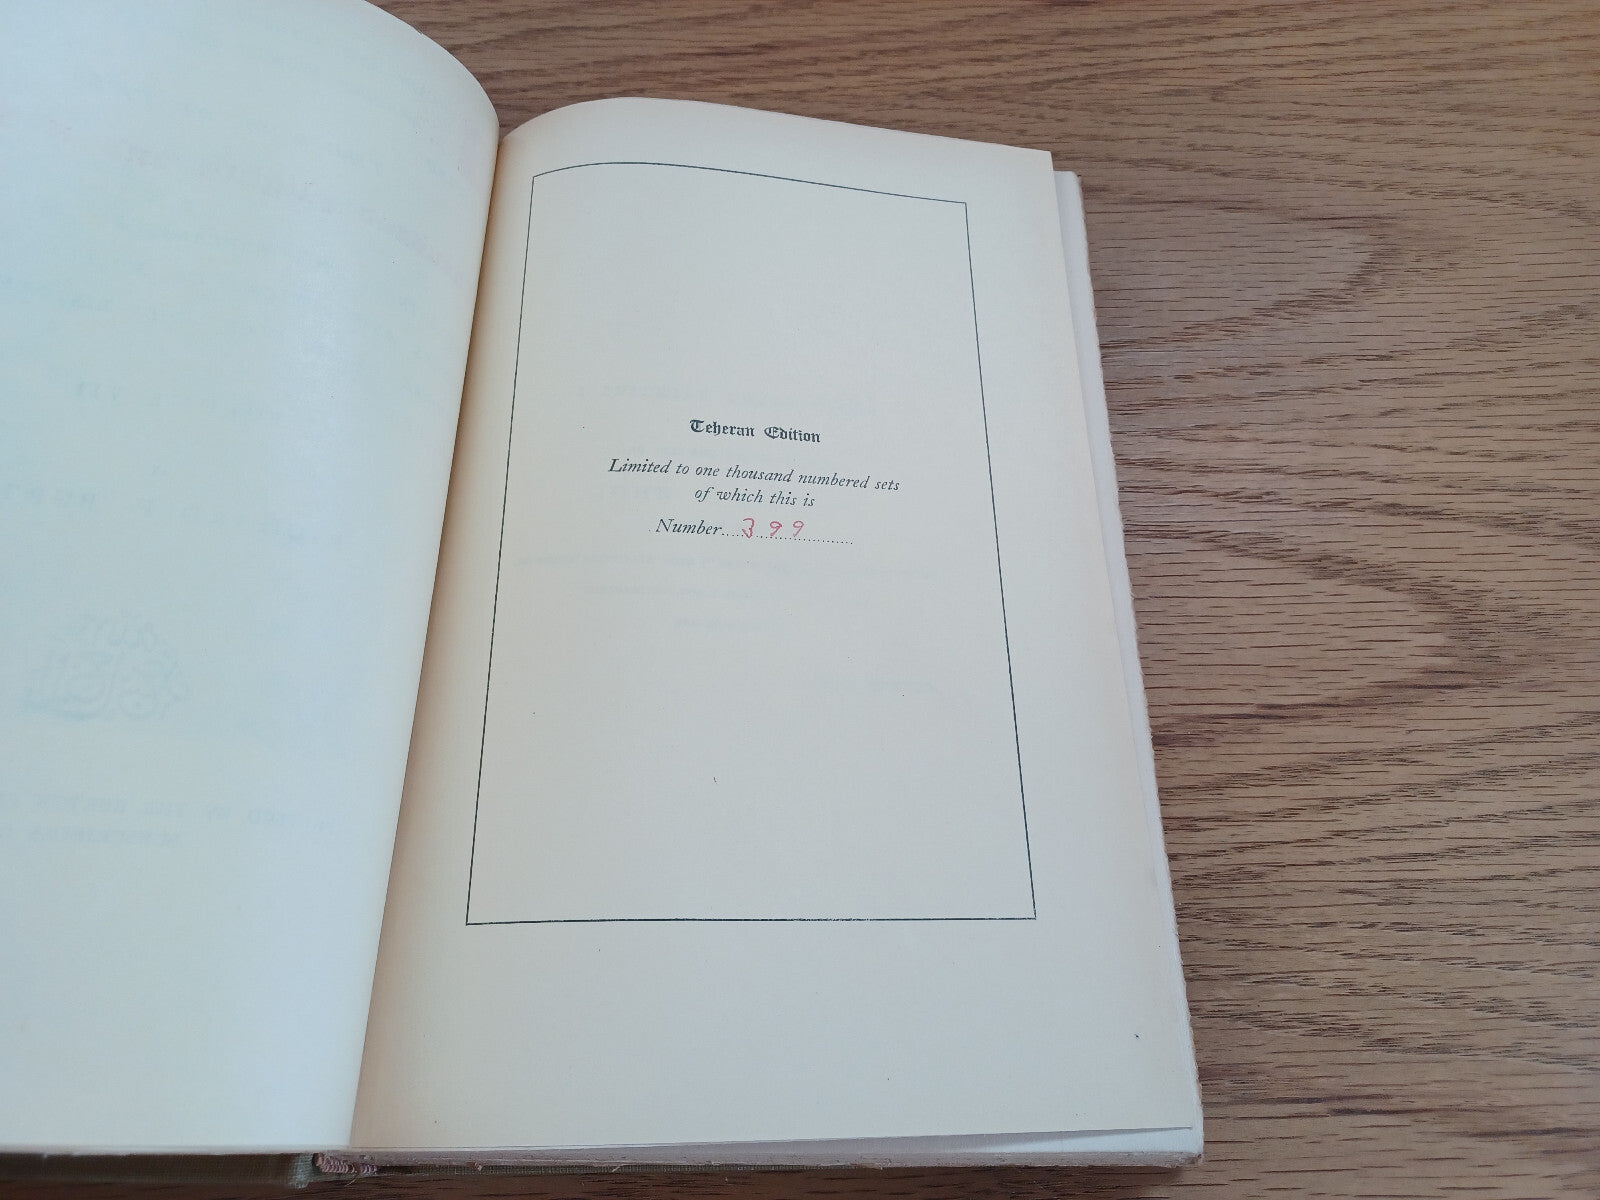 Teheran Edition
Limited to one thousand numbered sets
of which this is
Number....399....................